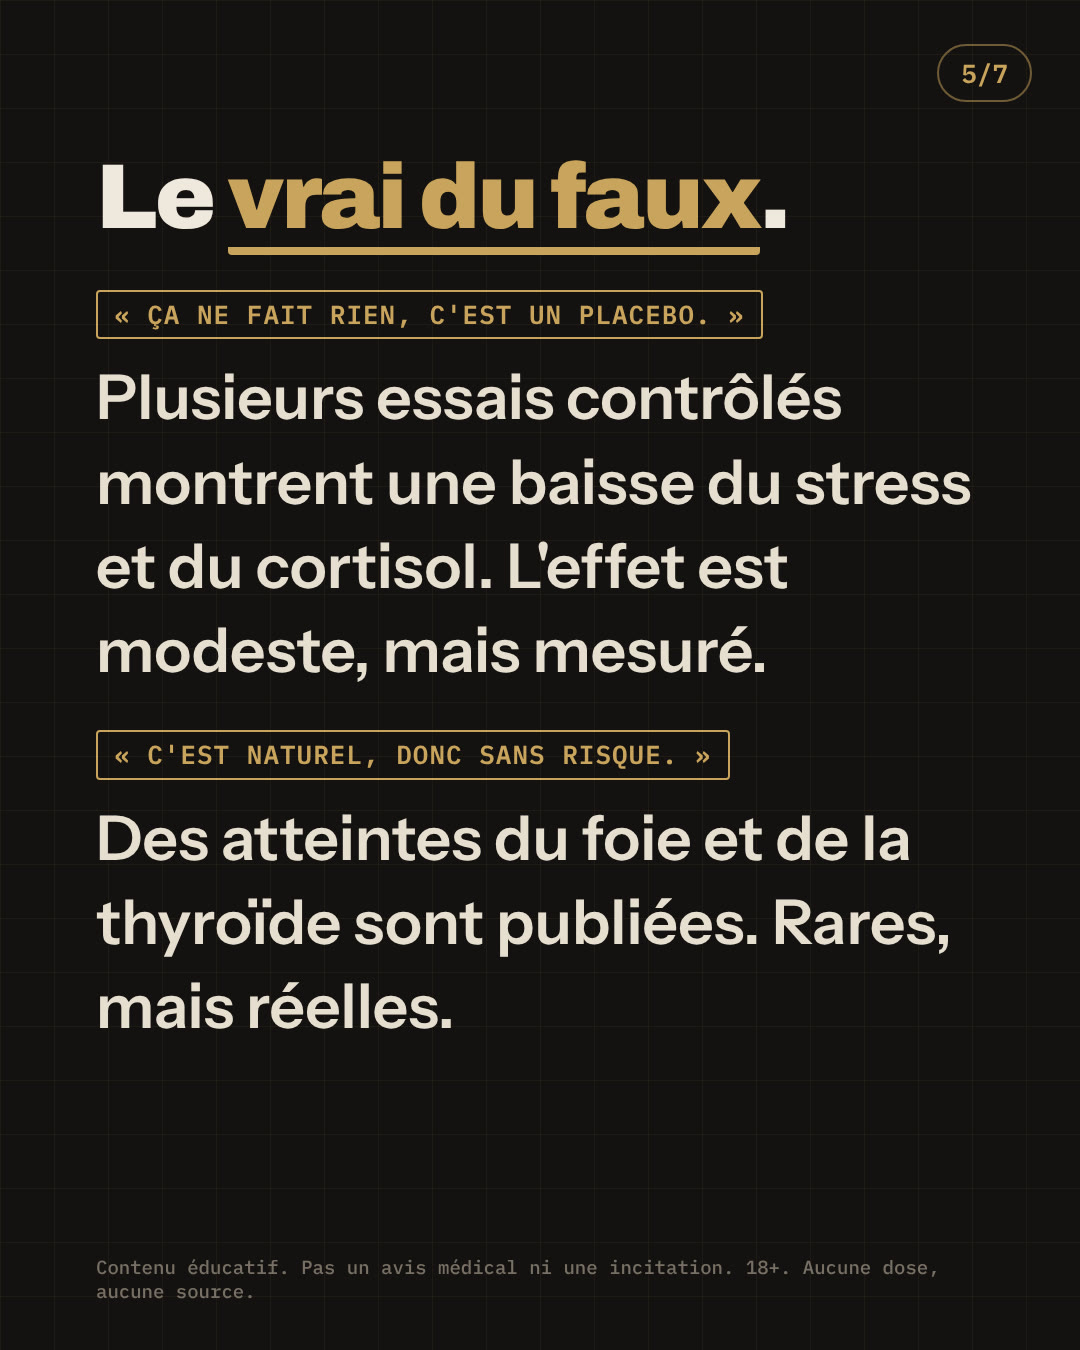 5/7
Le vrai du faux.
« ÇA NE FAIT RIEN, C'EST UN PLACEBO. »
Plusieurs essais contrôlés
montrent une baisse du stress
et du cortisol. L'effet est
modeste, mais mesuré.
« C'EST NATUREL, DONC SANS RISQUE. »
Des atteintes du foie et de la
thyroïde sont publiées. Rares,
mais réelles.
Contenu éducatif. Pas un avis médical ni une incitation. 18+. Aucune dose,
aucune source.